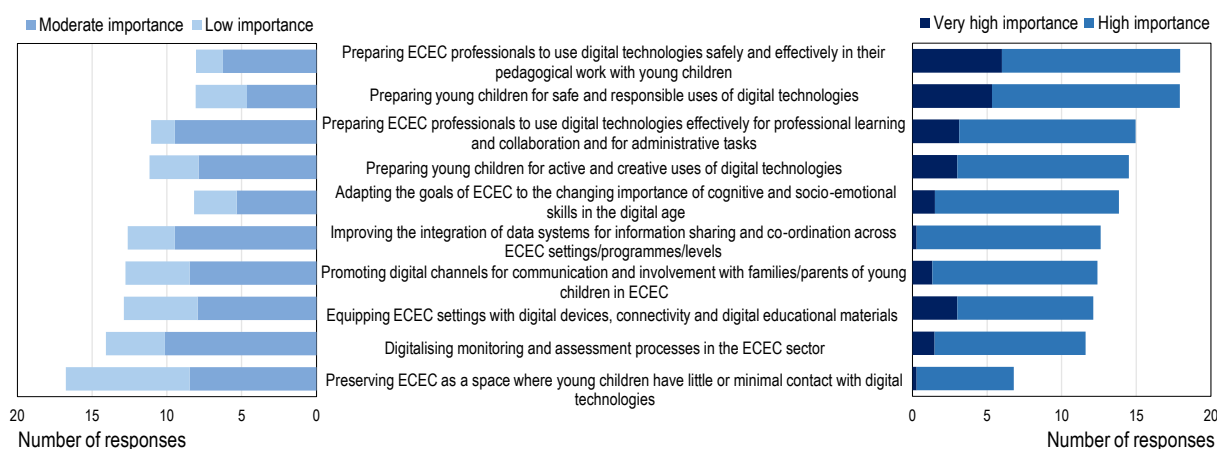 Moderate importance Low importance
Very high importance High importance
Preparing ECEC professionals to use digital technologies safely and effectively in their
pedagogical work with young children
Preparing young children for safe and responsible uses of digital technologies
Preparing ECEC professionals to use digital technologies effectively for professional learning
and collaboration and for administrative tasks
Preparing young children for active and creative uses of digital technologies
Adapting the goals of ECEC to the changing importance of cognitive and socio-emotional
skills in the digital age
Improving the integration of data systems for information sharing and co-ordination across
ECEC settings/programmes/levels
Promoting digital channels for communication and involvement with families/parents of young
children in ECEC
Equipping ECEC settings with digital devices, connectivity and digital educational materials
Digitalising monitoring and assessment processes in the ECEC sector
Preserving ECEC as a space where young children have little or minimal contact with digital
technologies
20 15 10 5 0
0 5 10 15 20
Number of responses
Number of responses